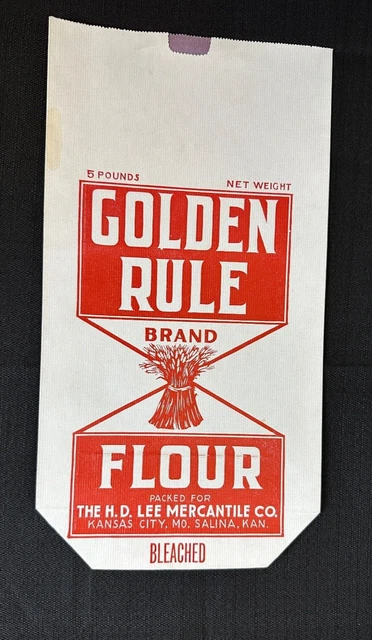 5 POUNDS NET WEIGHT
GOLDEN
RULE
BRAND
FLOUR
PACKED FOR
THE H.D. LEE MERCANTILE CO.
KANSAS CITY, MO. SALINA, KAN.
BLEACHED